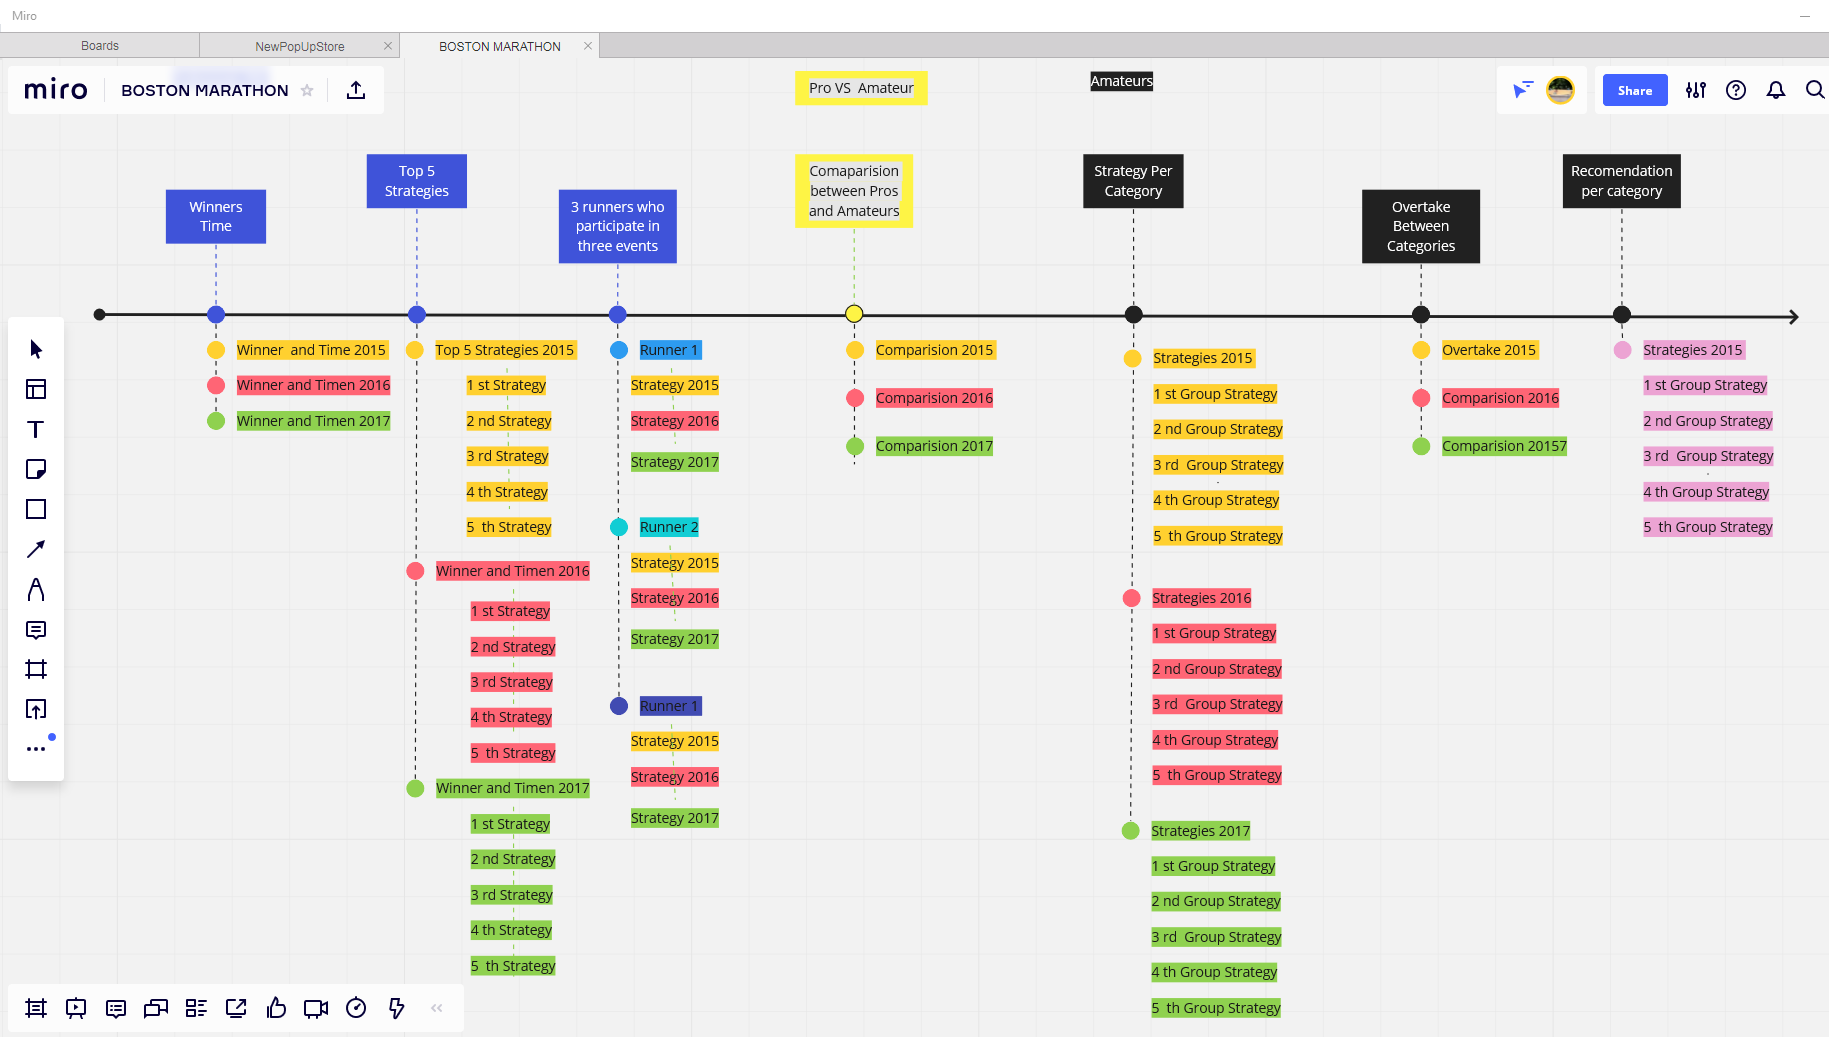 Miro
Boards
NewPopUpStore
BOSTON MARATHON
miro
BOSTON MARATHON
Share
Pro VS  Amateur
Amateurs
Winners
Time
Top 5
Strategies
3 runners who
participate in
three events
Comaparision
between Pros
and Amateurs
Strategy Per
Category
Overtake
Between
Categories
Recomendation
per category
Winner  and Time 2015
Winner and Timen 2016
Winner and Timen 2017
Top 5 Strategies 2015
1 st Strategy
2 nd Strategy
3 rd Strategy
4 th Strategy
5  th Strategy
Winner and Timen 2016
1 st Strategy
2 nd Strategy
3 rd Strategy
4 th Strategy
5  th Strategy
Winner and Timen 2017
1 st Strategy
2 nd Strategy
3 rd Strategy
4 th Strategy
5  th Strategy
Runner 1
Strategy 2015
Strategy 2016
Strategy 2017
Runner 2
Strategy 2015
Strategy 2016
Strategy 2017
Runner 1
Strategy 2015
Strategy 2016
Strategy 2017
Comparision 2015
Comparision 2016
Comparision 2017
Strategies 2015
1 st Group Strategy
2 nd Group Strategy
3 rd  Group Strategy
4 th Group Strategy
5  th Group Strategy
Strategies 2016
1 st Group Strategy
2 nd Group Strategy
3 rd  Group Strategy
4 th Group Strategy
5  th Group Strategy
Strategies 2017
1 st Group Strategy
2 nd Group Strategy
3 rd  Group Strategy
4 th Group Strategy
5  th Group Strategy
Overtake 2015
Comparision 2016
Comparision 20157
Strategies 2015
1 st Group Strategy
2 nd Group Strategy
3 rd  Group Strategy
4 th Group Strategy
5  th Group Strategy